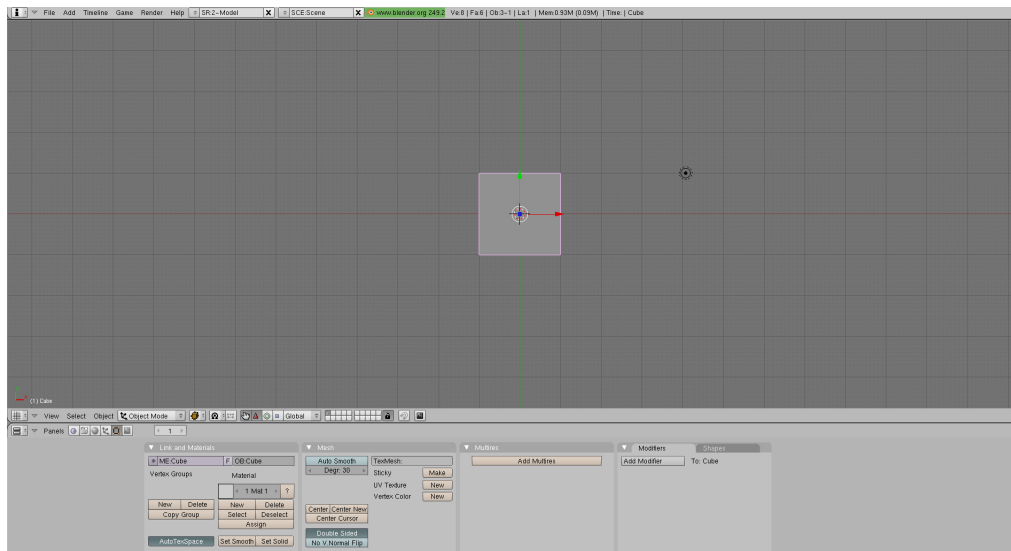 File Add Timeline Game Render Help SR:2-Model X SCE:Scene X www.blender.org 249.2 Ve:8 | Fa:6 | Ob:3-1 | La:1 | Mem:0.93M (0.09M) | Time: | Cube
(1) Cube
View Select Object Object Mode Global
Panels 1
Link and Materials Mesh Multires Modifiers Shapes
ME:Cube F OB:Cube Auto Smooth TexMesh: Add Multires Add Modifier To: Cube
Degr: 30 Sticky Make
Vertex Groups Material
UV Texture New
1 Mat 1 ? Vertex Color New
New Delete New Delete
Copy Group Select Deselect Center Center New
Assign Center Cursor
Double Sided
AutoTexSpace Set Smooth Set Solid No V.Normal Flip